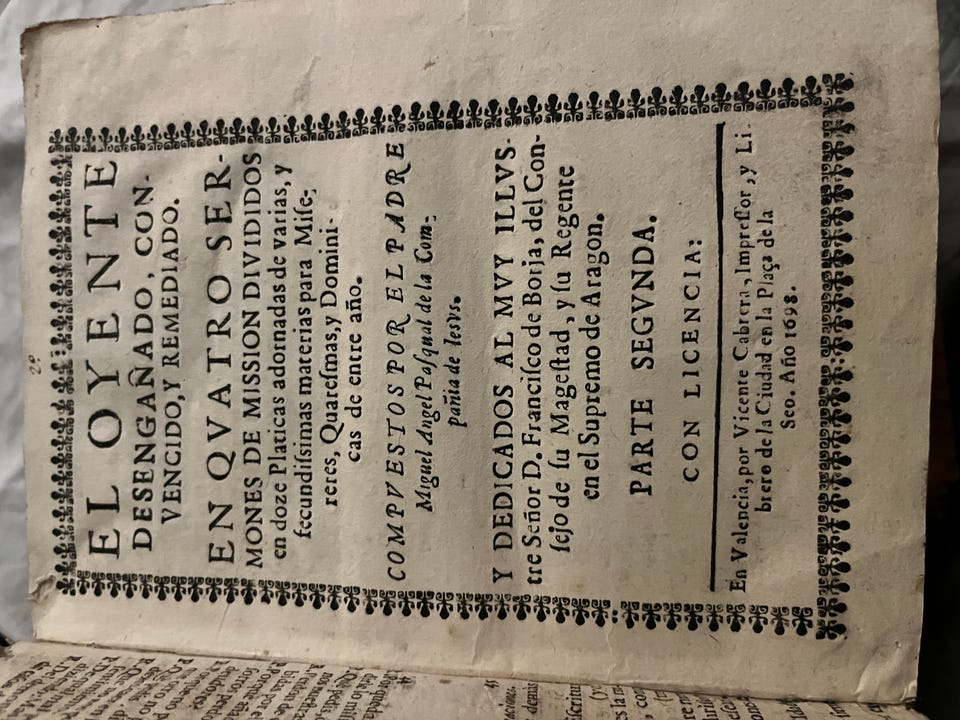 2º
EL OYENTE
DESENGAÑADO, CON-
VENCIDO, Y REMEDIADO.
EN QVATRO SER-
MONES DE MISSION DIVIDIDOS
en doze Platicas adornadas de varias, y
fecundissimas materias para Mise-
reres, Quaresmas, y Domini-
cas de entre año.
COMPVESTOS POR EL PADRE
Miguel Angel Pasqual de la Com-
pañia de Iesvs.
Y DEDICADOS AL MVY ILLVS-
tre Señor D. Francisco de Borja, del Con-
sejo de su Magestad, y su Regente
en el Supremo de Aragon.
PARTE SEGVNDA.
CON LICENCIA:
En Valencia, por Vicente Cabrera, Impressor, y Li-
brero de la Ciudad en la Plaça de la
Seo. Año 1698.